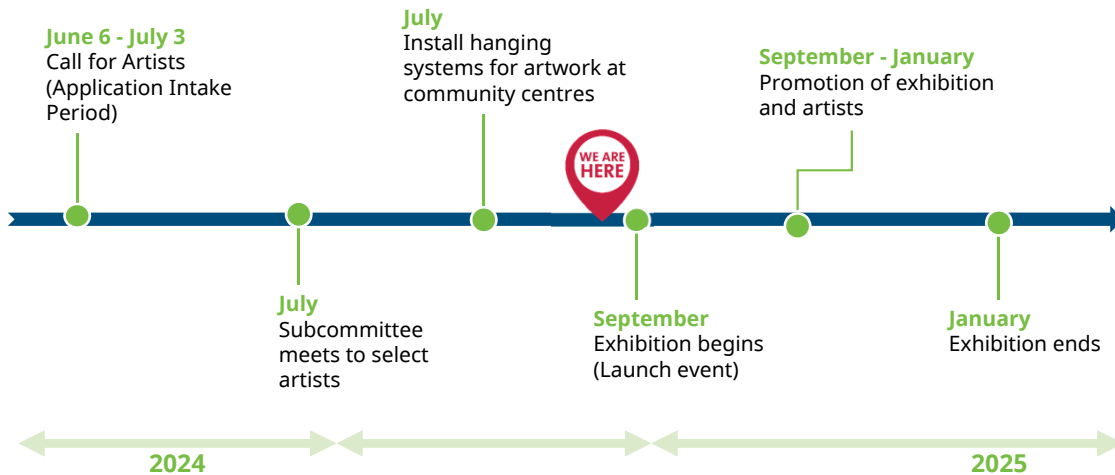 June 6 - July 3
Call for Artists
(Application Intake
Period)
July
Install hanging
systems for artwork at
community centres
September - January
Promotion of exhibition
and artists
WE ARE
HERE
July
Subcommittee
meets to select
artists
September
Exhibition begins
(Launch event)
January
Exhibition ends
2024
2025